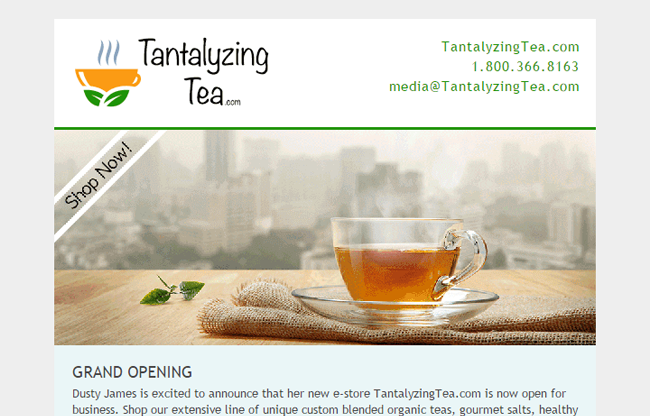 Tantalyzing
Tea.com
TantalyzingTea.com
1.800.366.8163
media@TantalyzingTea.com
Shop Now!
GRAND OPENING
Dusty James is excited to announce that her new e-store TantalyzingTea.com is now open for
business. Shop our extensive line of unique custom blended organic teas, gourmet salts, healthy